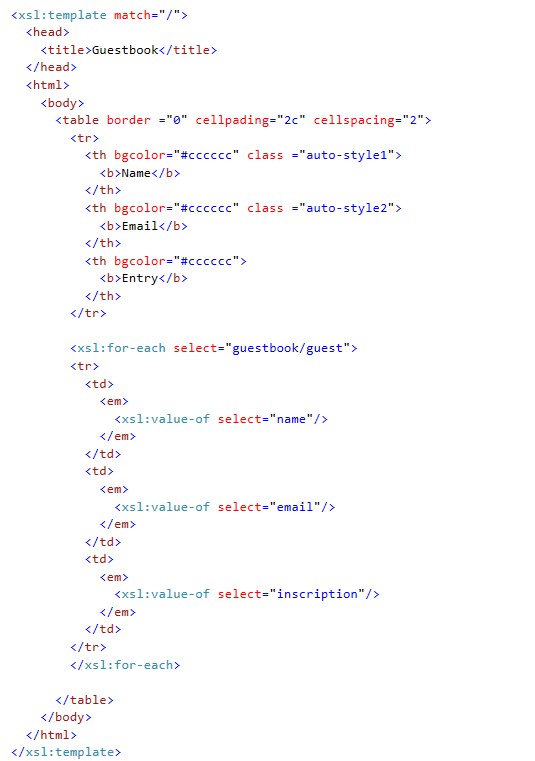 <xsl:template match="/">
<head>
<title>Guestbook</title>
</head>
<html>
<body>
<table border ="0" cellpading="2c" cellspacing="2">
<tr>
<th bgcolor="#cccccc" class ="auto-style1">
<b>Name</b>
</th>
<th bgcolor="#cccccc" class ="auto-style2">
<b>Email</b>
</th>
<th bgcolor="#cccccc">
<b>Entry</b>
</th>
</tr>
<xsl:for-each select="guestbook/guest">
<tr>
<td>
<em>
<xsl:value-of select="name"/>
</em>
</td>
<td>
<em>
<xsl:value-of select="email"/>
</em>
</td>
<td>
<em>
<xsl:value-of select="inscription"/>
</em>
</td>
</tr>
</xsl:for-each>
</table>
</body>
</html>
</xsl:template>